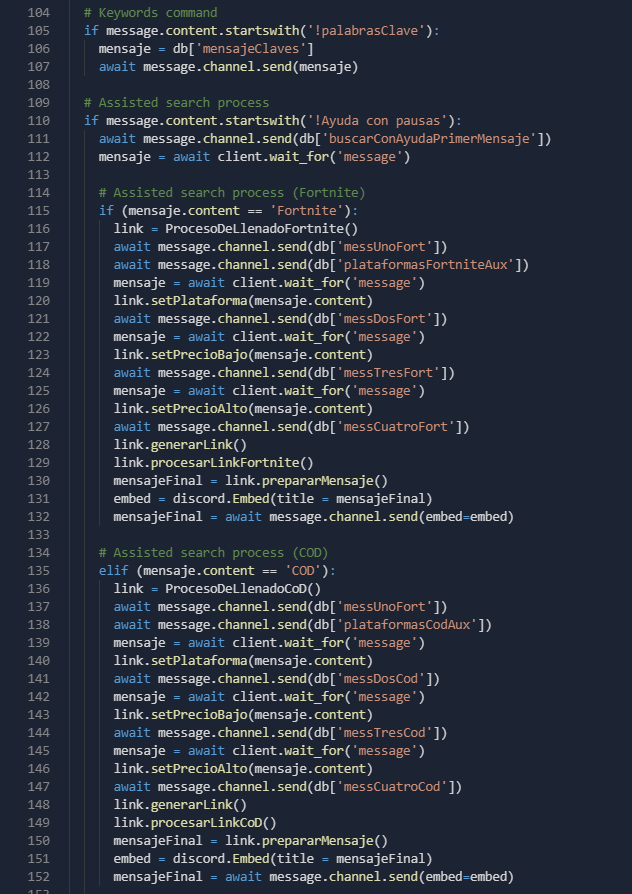 104 # Keywords command
105 if message.content.startswith('!palabrasClave'):
106 mensaje = db['mensajeClaves']
107 await message.channel.send(mensaje)
108
109 # Assisted search process
110 if message.content.startswith('!Ayuda con pausas'):
111 await message.channel.send(db['buscarConAyudaPrimerMensaje'])
112 mensaje = await client.wait_for('message')
113
114 # Assisted search process (Fortnite)
115 if (mensaje.content == 'Fortnite'):
116 link = ProcesoDeLlenadoFortnite()
117 await message.channel.send(db['messUnoFort'])
118 await message.channel.send(db['plataformasFortniteAux'])
119 mensaje = await client.wait_for('message')
120 link.setPlataforma(mensaje.content)
121 await message.channel.send(db['messDosFort'])
122 mensaje = await client.wait_for('message')
123 link.setPrecioBajo(mensaje.content)
124 await message.channel.send(db['messTresFort'])
125 mensaje = await client.wait_for('message')
126 link.setPrecioAlto(mensaje.content)
127 await message.channel.send(db['messCuatroFort'])
128 link.generarLink()
129 link.procesarLinkFortnite()
130 mensajeFinal = link.prepararMensaje()
131 embed = discord.Embed(title = mensajeFinal)
132 mensajeFinal = await message.channel.send(embed=embed)
133
134 # Assisted search process (COD)
135 elif (mensaje.content == 'COD'):
136 link = ProcesoDeLlenadoCoD()
137 await message.channel.send(db['messUnoFort'])
138 await message.channel.send(db['plataformasCodAux'])
139 mensaje = await client.wait_for('message')
140 link.setPlataforma(mensaje.content)
141 await message.channel.send(db['messDosCod'])
142 mensaje = await client.wait_for('message')
143 link.setPrecioBajo(mensaje.content)
144 await message.channel.send(db['messTresCod'])
145 mensaje = await client.wait_for('message')
146 link.setPrecioAlto(mensaje.content)
147 await message.channel.send(db['messCuatroCod'])
148 link.generarLink()
149 link.procesarLinkCoD()
150 mensajeFinal = link.prepararMensaje()
151 embed = discord.Embed(title = mensajeFinal)
152 mensajeFinal = await message.channel.send(embed=embed)